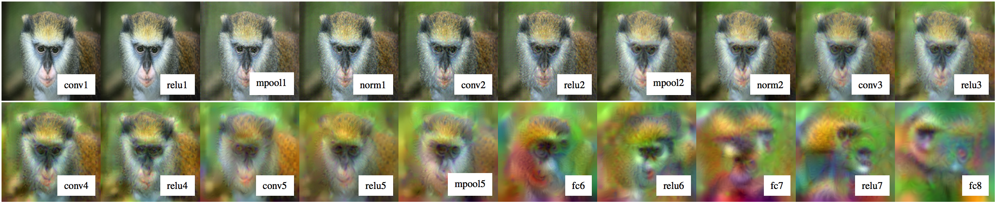 conv1
relu1
mpool1
norm1
conv2
relu2
mpool2
norm2
conv3
relu3
conv4
relu4
conv5
relu5
mpool5
fc6
relu6
fc7
relu7
fc8